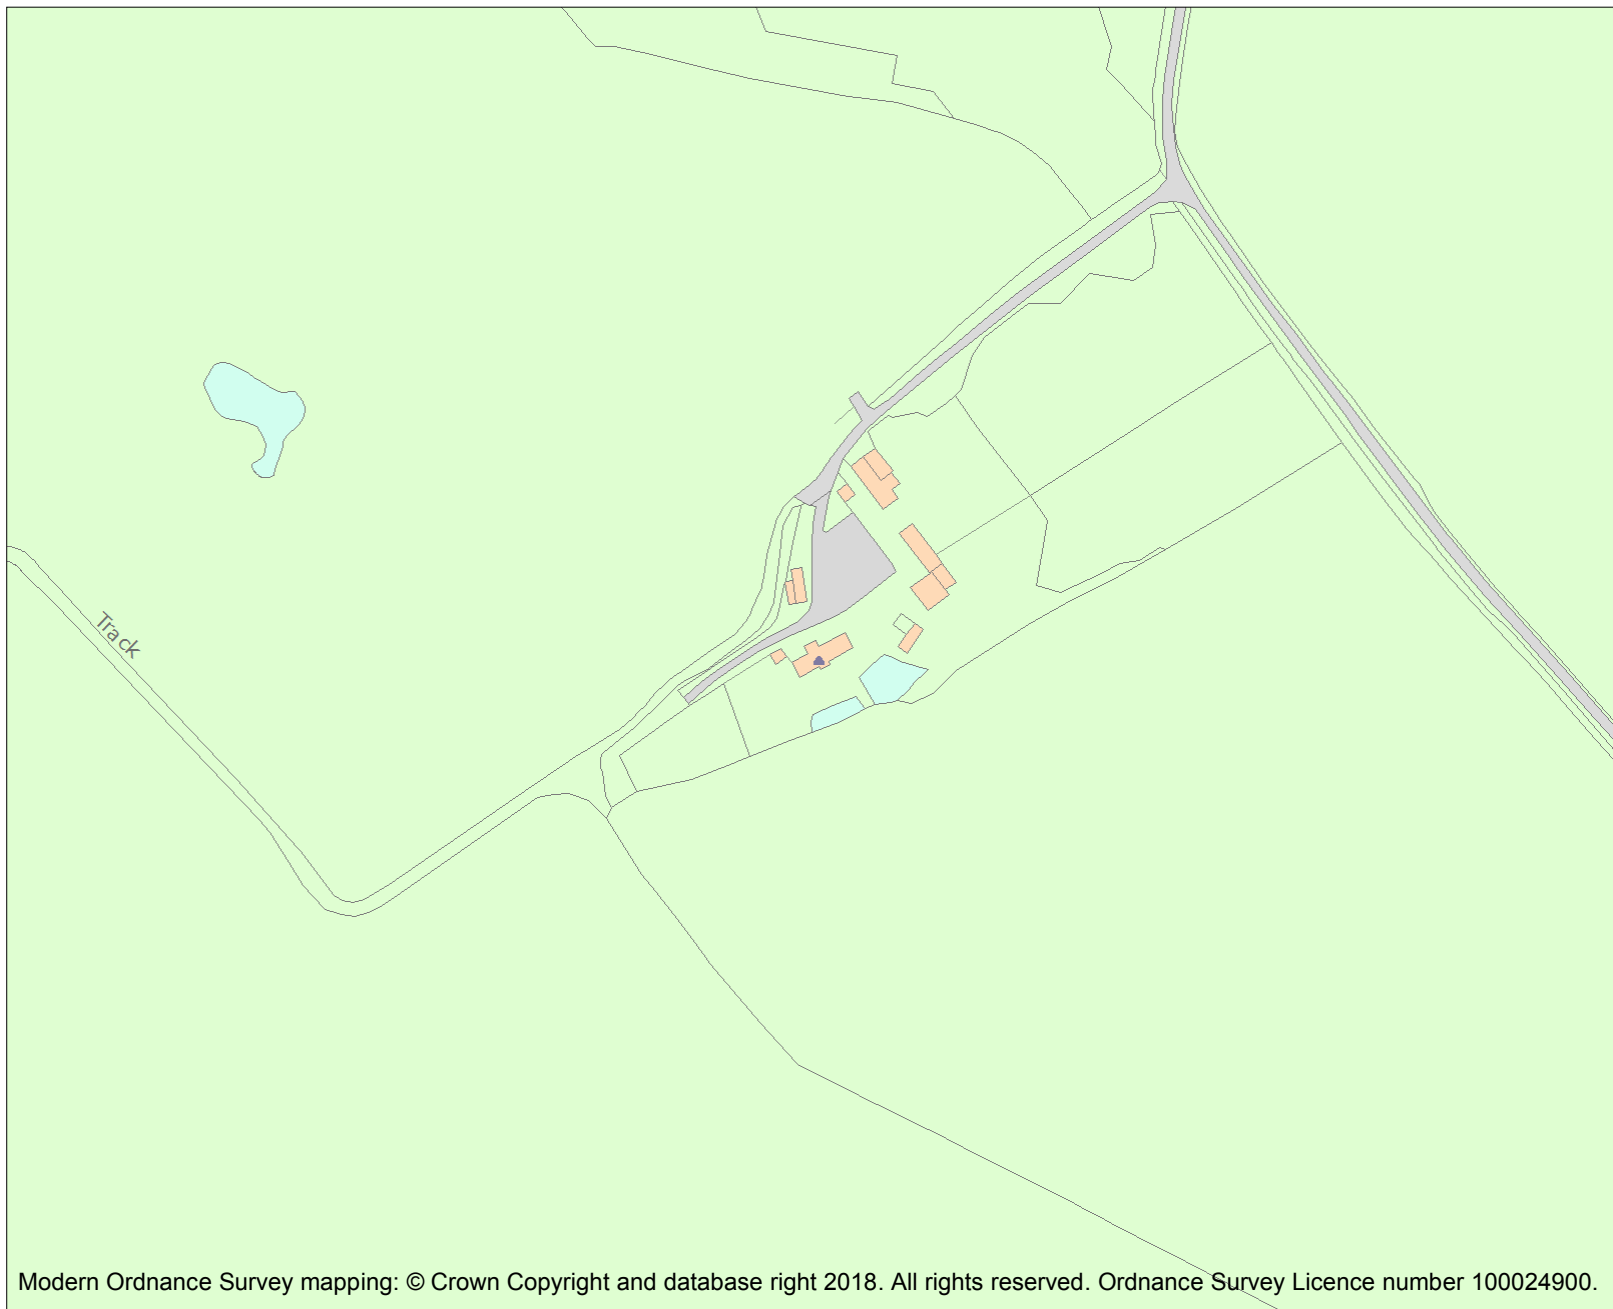 Track
Modern Ordnance Survey mapping: © Crown Copyright and database right 2018. All rights reserved. Ordnance Survey Licence number 100024900.